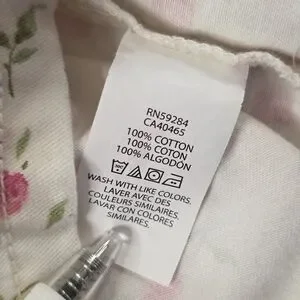 RN59284
CA40465
100% COTTON
100% COTON
100% ALGODÓN
WASH WITH LIKE COLORS.
LAVER AVEC DES
COULEURS SIMILAIRES.
LAVAR CON COLORES
SIMILARES.